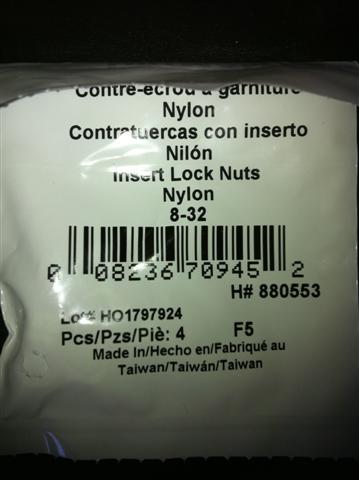 Contre-écrou à garniture
Nylon
Contratuercas con inserto
Nilón
Insert Lock Nuts
Nylon
8-32
0 08236 70945 2
H# 880553
Lot# HO1797924
Pcs/Pzs/Piè: 4 F5
Made In/Hecho en/Fabriqué au
Taiwan/Taiwán/Taiwan